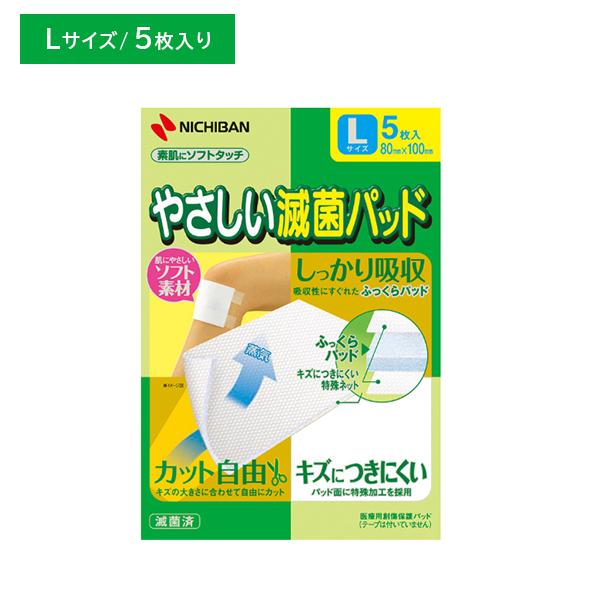 Lサイズ/5枚入り
NICHIBAN
L
サイズ
5枚入
80mm×100mm
素肌にソフトタッチ
やさしい滅菌パッド
肌にやさしい
ソフト
素材
しっかり吸収
吸収性にすぐれたふっくらパッド
ふっくら
パッド
キズにつきにくい
特殊ネット
蒸気
※イメージ図
カット自由
キズの大きさに合わせて自由にカット
キズにつきにくい
パッド面に特殊加工を採用
滅菌済
医療用創傷保護パッド
(テープは付いていません)